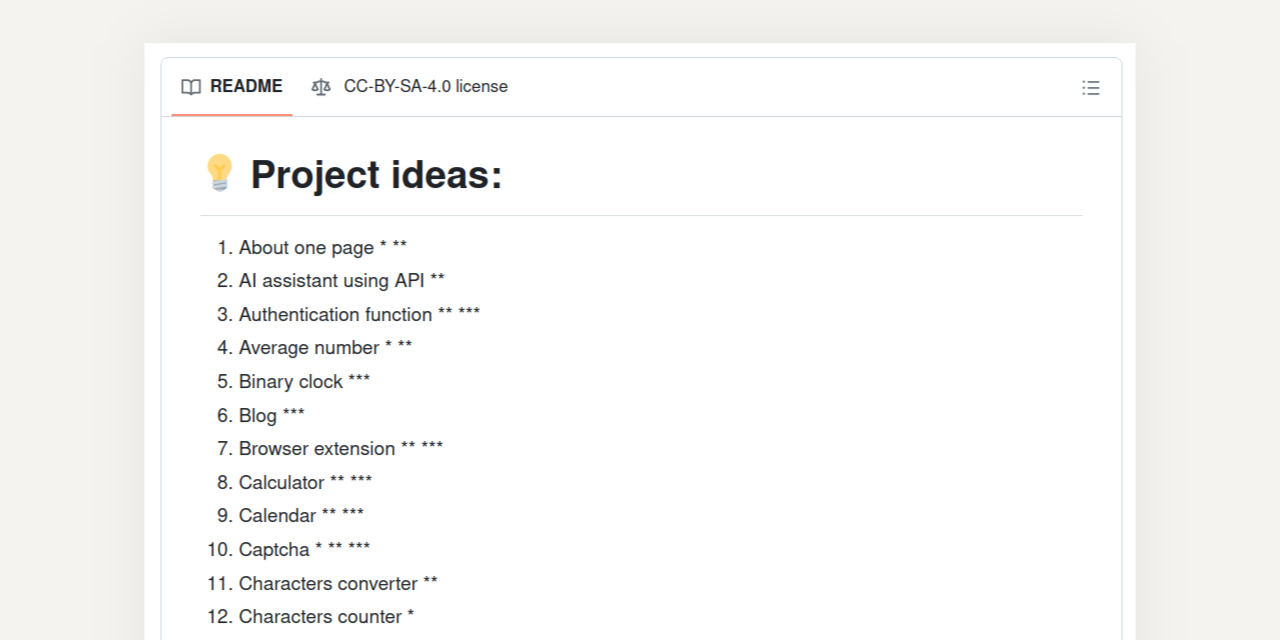 README CC-BY-SA-4.0 license
💡 Project ideas:
1. About one page * **
2. AI assistant using API **
3. Authentication function ** ***
4. Average number * **
5. Binary clock ***
6. Blog ***
7. Browser extension ** ***
8. Calculator ** ***
9. Calendar ** ***
10. Captcha * ** ***
11. Characters converter **
12. Characters counter *